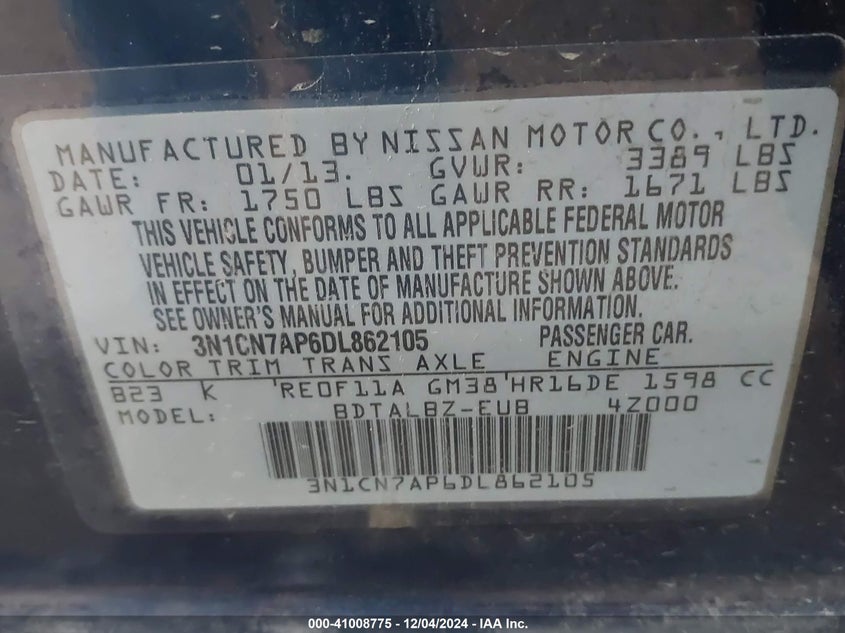 MANUFACTURED BY NISSAN MOTOR CO., LTD.
DATE: 01/13. GVWR: 3389 LBS
GAWR FR: 1750 LBS GAWR RR: 1671 LBS
THIS VEHICLE CONFORMS TO ALL APPLICABLE FEDERAL MOTOR
VEHICLE SAFETY, BUMPER AND THEFT PREVENTION STANDARDS
IN EFFECT ON THE DATE OF MANUFACTURE SHOWN ABOVE.
SEE OWNER'S MANUAL FOR ADDITIONAL INFORMATION.
VIN: 3N1CN7AP6DL862105 PASSENGER CAR.
COLOR TRIM TRANS AXLE ENGINE
B23 K RE0F11A GM38 HR16DE 1598 CC
MODEL: BDTALBZ-EUB 4Z000
3N1CN7AP6DL862105
000-41008775 - 12/04/2024 - IAA Inc.